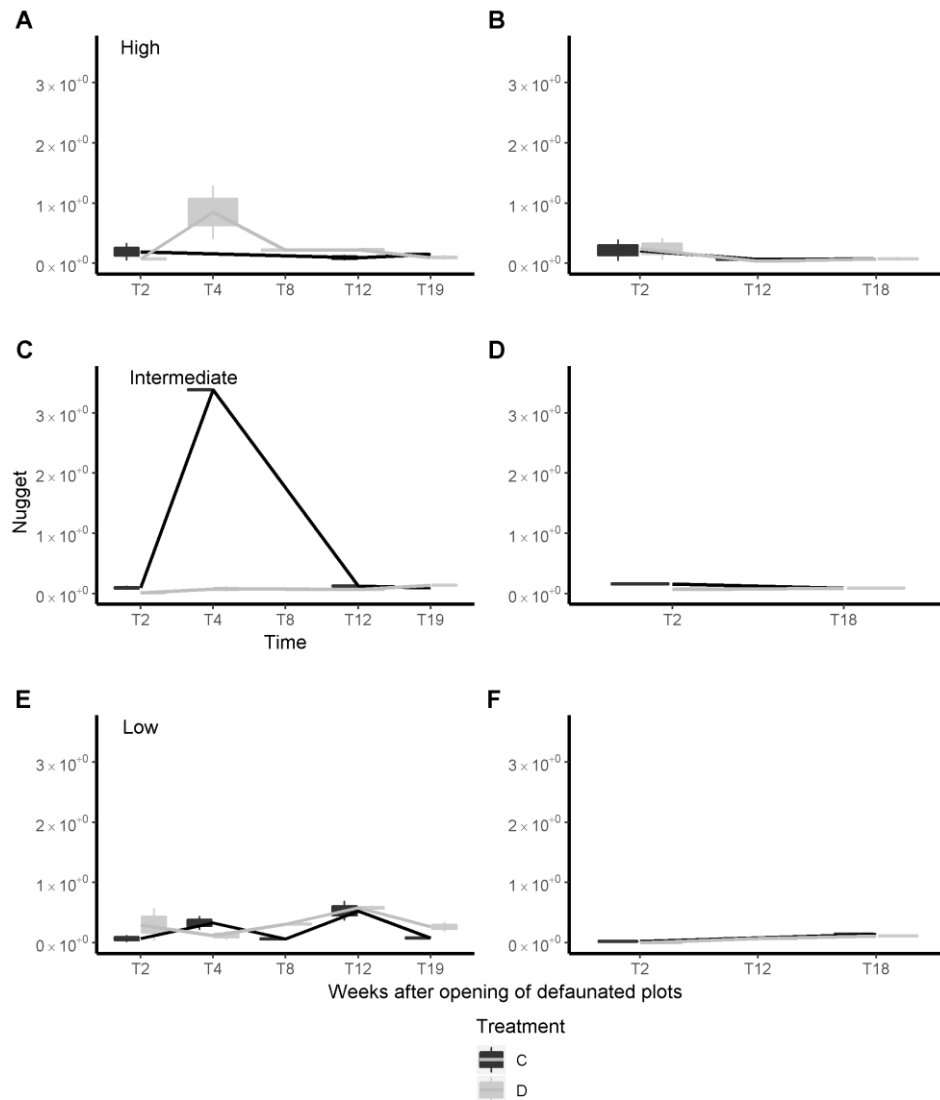 A
High
3 × 10⁺⁰
2 × 10⁺⁰
1 × 10⁺⁰
0 × 10⁺⁰
T2 T4 T8 T12 T19
B
3 × 10⁺⁰
2 × 10⁺⁰
1 × 10⁺⁰
0 × 10⁺⁰
T2 T12 T18
C
Intermediate
3 × 10⁺⁰
2 × 10⁺⁰
1 × 10⁺⁰
0 × 10⁺⁰
Nugget
T2 T4 T8 T12 T19
Time
D
3 × 10⁺⁰
2 × 10⁺⁰
1 × 10⁺⁰
0 × 10⁺⁰
T2 T18
E
Low
3 × 10⁺⁰
2 × 10⁺⁰
1 × 10⁺⁰
0 × 10⁺⁰
T2 T4 T8 T12 T19
F
3 × 10⁺⁰
2 × 10⁺⁰
1 × 10⁺⁰
0 × 10⁺⁰
T2 T12 T18
Weeks after opening of defaunated plots
Treatment
C
D